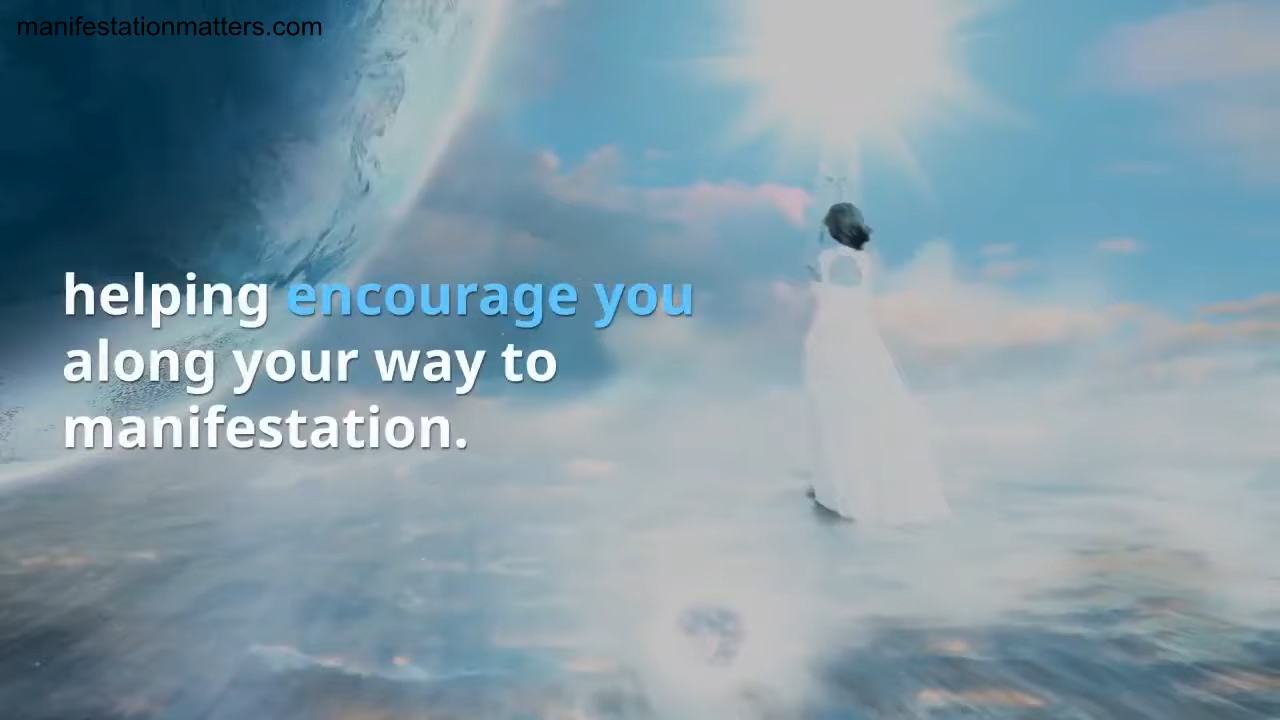 manifestationmatters.com
helping encourage you
along your way to
manifestation.